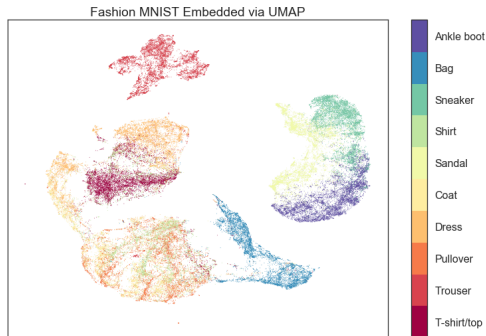 Fashion MNIST Embedded via UMAP
Ankle boot
Bag
Sneaker
Shirt
Sandal
Coat
Dress
Pullover
Trouser
T-shirt/top